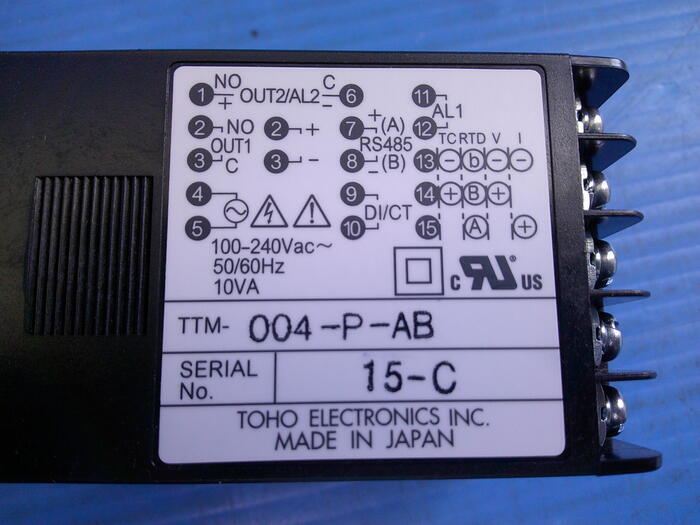 1 NO + OUT2/AL2 C - 6 11 AL1
2 NO 2 + 7 + (A) 12
OUT1 RS485 TC RTD V I
3 C 3 - 8 - (B) 13 - b - -
4 9 DI/CT 14 + B +
5 10 15 A +
100-240Vac~
50/60Hz
10VA
c RU US
TTM- 004-P-AB
SERIAL No. 15-C
TOHO ELECTRONICS INC.
MADE IN JAPAN